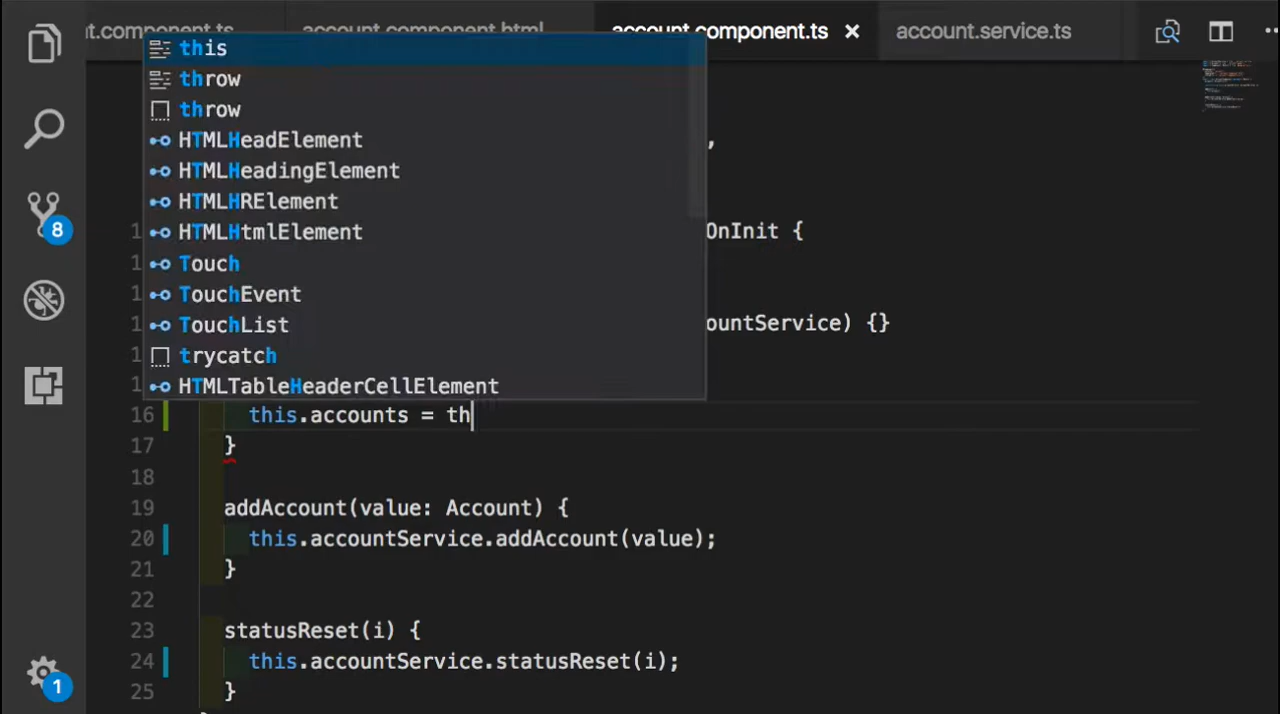 account.component.ts
account.service.ts
this
throw
throw
HTMLHeadElement
,
HTMLHeadingElement
HTMLHRElement
8
HTMLHtmlElement
OnInit {
Touch
TouchEvent
TouchList
ountService) {}
trycatch
HTMLTableHeaderCellElement
16 this.accounts = th
17 }
18
19 addAccount(value: Account) {
20 this.accountService.addAccount(value);
21 }
22
23 statusReset(i) {
24 this.accountService.statusReset(i);
1
25 }